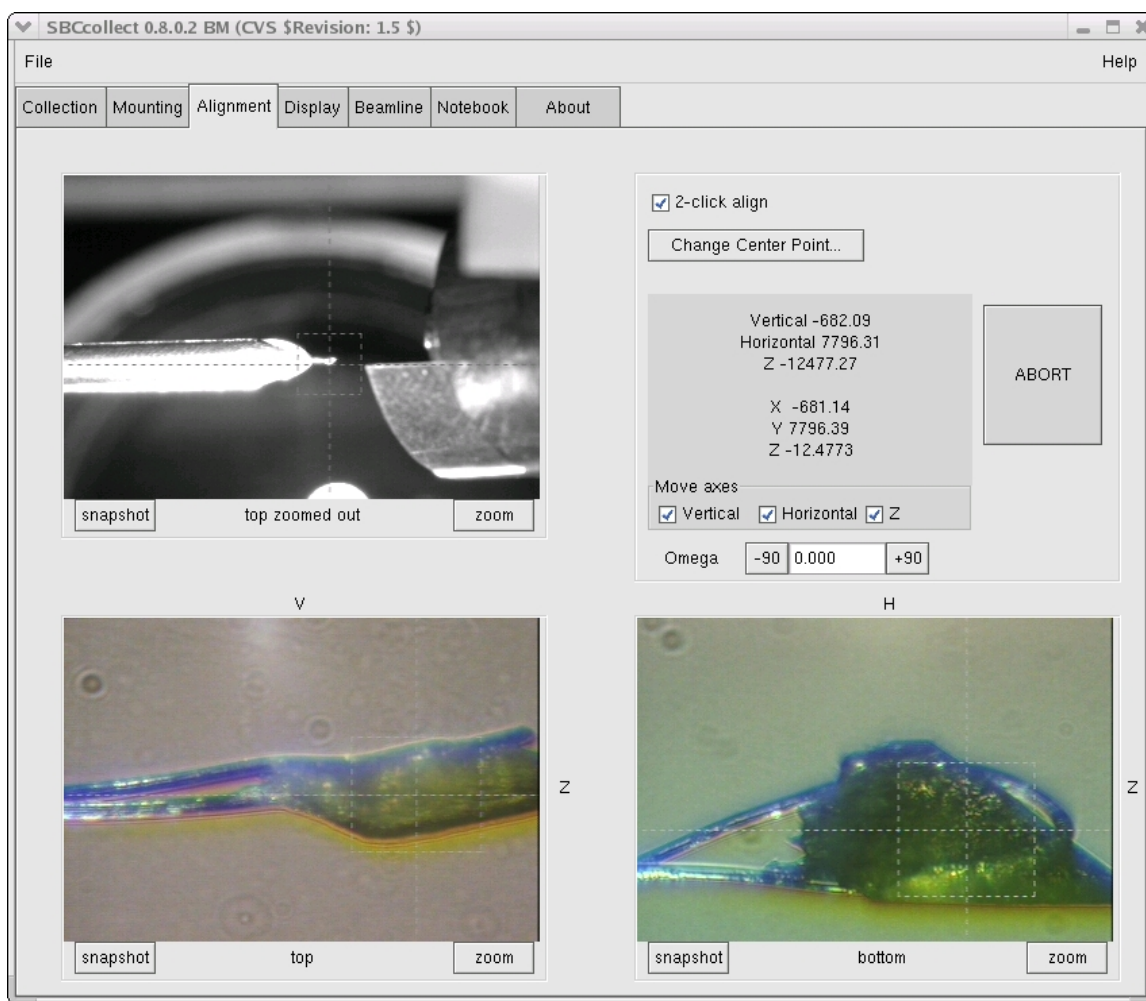 SBCcollect 0.8.0.2 BM (CVS $Revision: 1.5 $)
File Help
Collection Mounting Alignment Display Beamline Notebook About
2-click align
Change Center Point...
Vertical -682.09
Horizontal 7796.31
Z -12477.27
X -681.14
Y 7796.39
Z -12.4773
ABORT
Move axes
Vertical Horizontal Z
snapshot top zoomed out zoom
Omega -90 0.000 +90
V
Z
snapshot top zoom
H
Z
snapshot bottom zoom